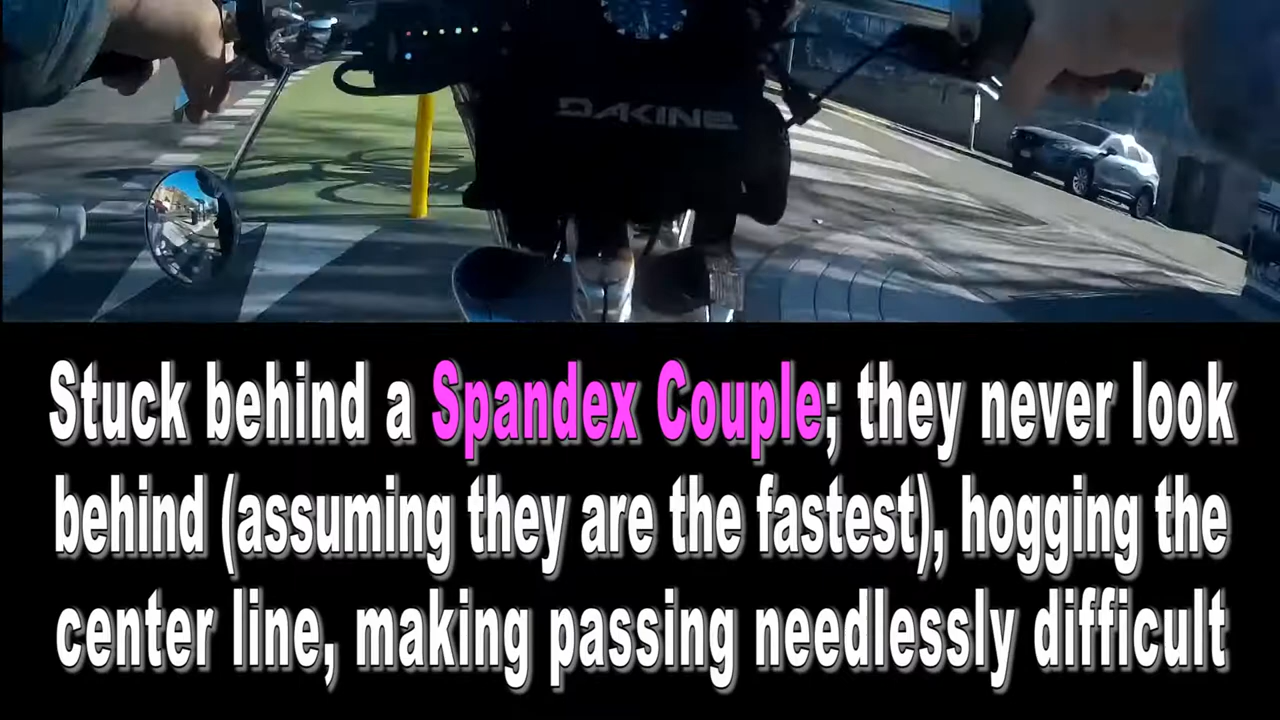 DAKINE
Stuck behind a Spandex Couple; they never look
behind (assuming they are the fastest), hogging the
center line, making passing needlessly difficult